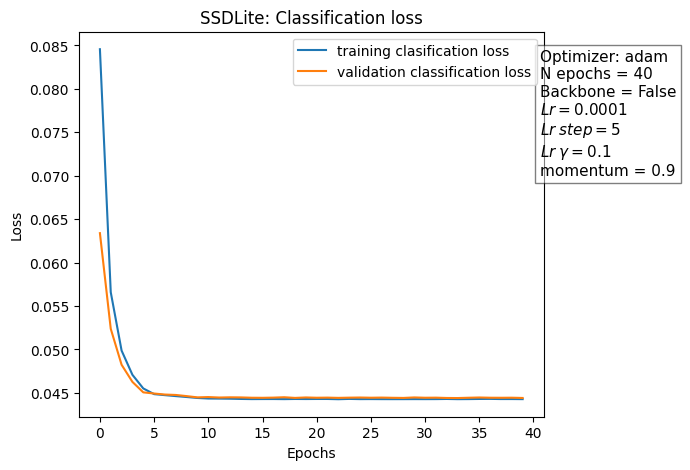 SSDLite: Classification loss
training clasification loss
validation classification loss
Optimizer: adam
N epochs = 40
Backbone = False
Lr = 0.0001
Lr step = 5
Lr γ = 0.1
momentum = 0.9
0.085
0.080
0.075
0.070
0.065
0.060
0.055
0.050
0.045
Loss
0 5 10 15 20 25 30 35 40
Epochs